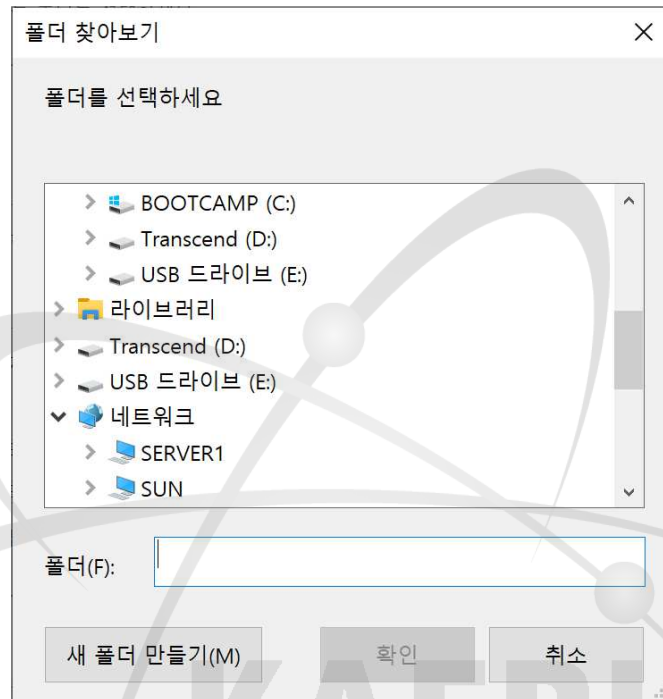 폴더 찾아보기
폴더를 선택하세요
BOOTCAMP (C:)
Transcend (D:)
USB 드라이브 (E:)
라이브러리
Transcend (D:)
USB 드라이브 (E:)
네트워크
SERVER1
SUN
폴더(F):
새 폴더 만들기(M)
확인
취소